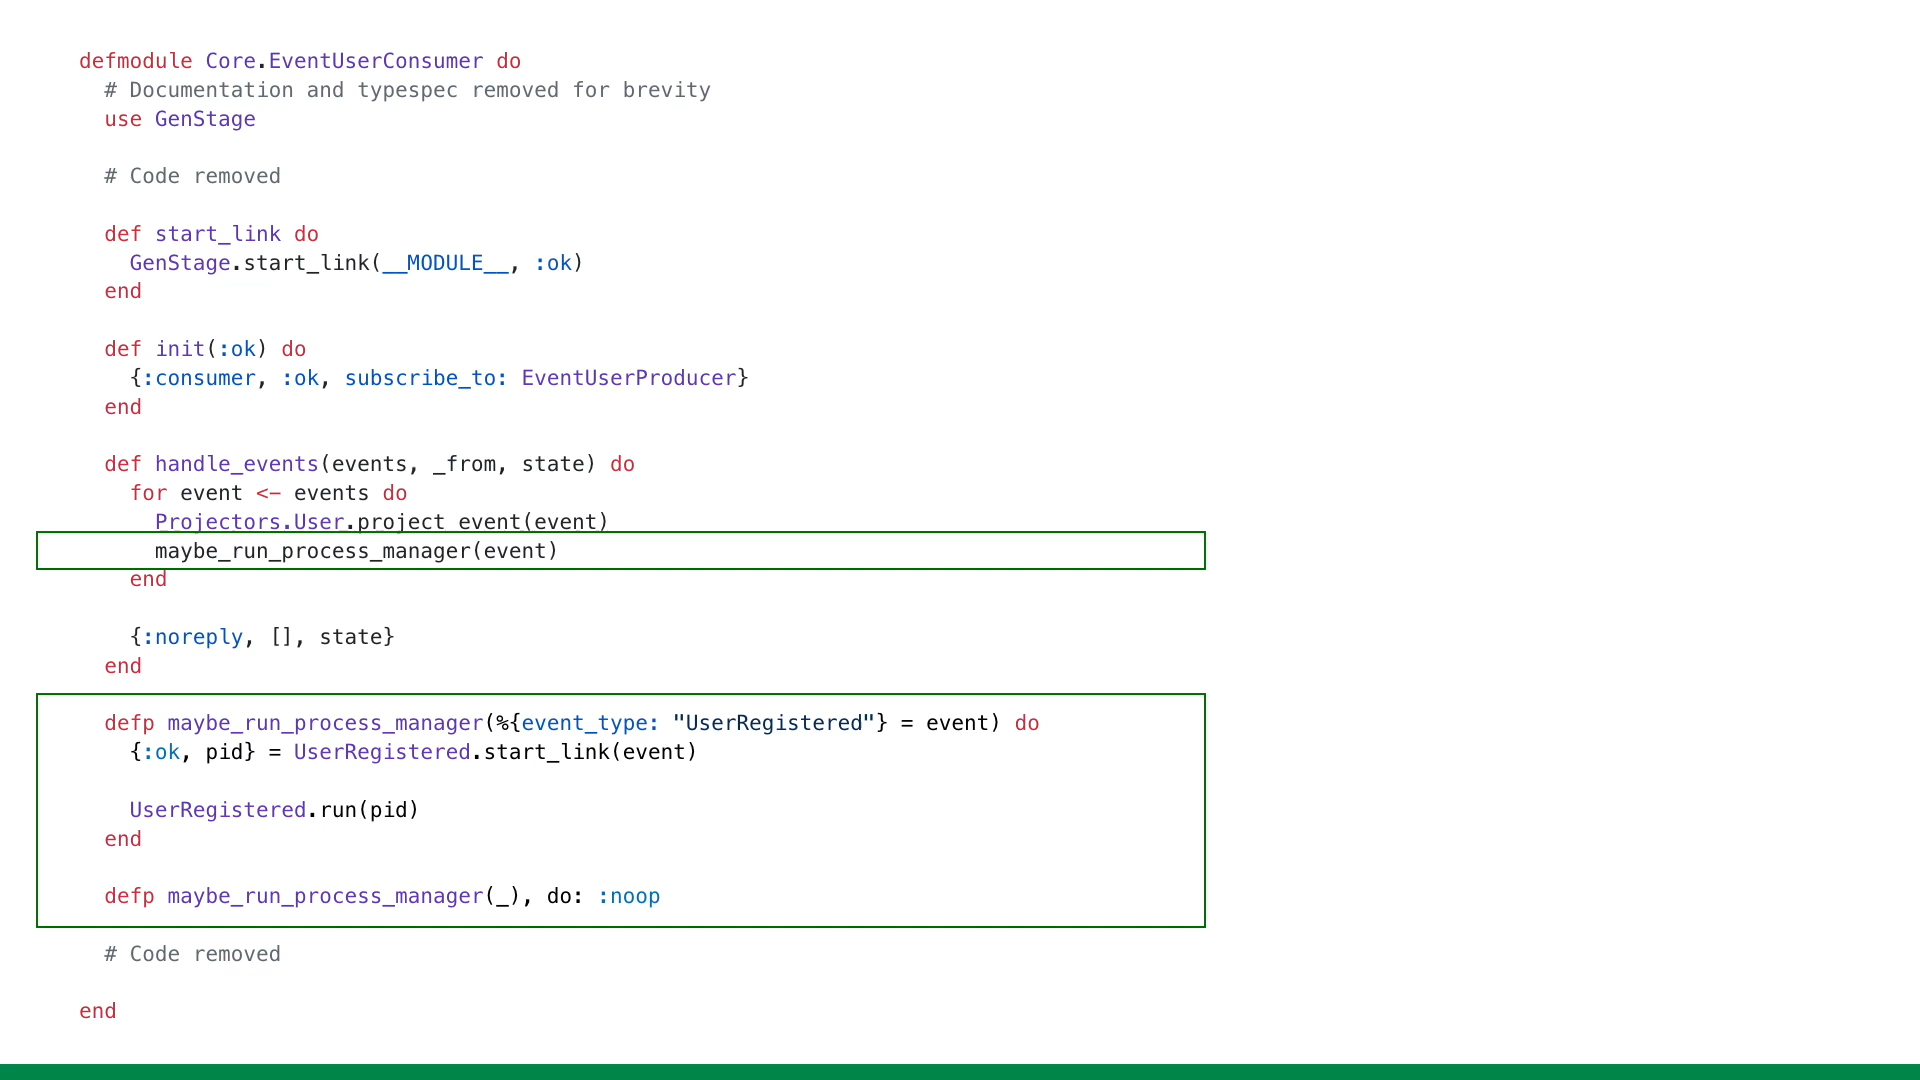 defmodule Core.EventUserConsumer do
  # Documentation and typespec removed for brevity
  use GenStage

  # Code removed

  def start_link do
    GenStage.start_link(__MODULE__, :ok)
  end

  def init(:ok) do
    {:consumer, :ok, subscribe_to: EventUserProducer}
  end

  def handle_events(events, _from, state) do
    for event <- events do
      Projectors.User.project_event(event)
      maybe_run_process_manager(event)
    end

    {:noreply, [], state}
  end

  defp maybe_run_process_manager(%{event_type: "UserRegistered"} = event) do
    {:ok, pid} = UserRegistered.start_link(event)

    UserRegistered.run(pid)
  end

  defp maybe_run_process_manager(_), do: :noop

  # Code removed

end